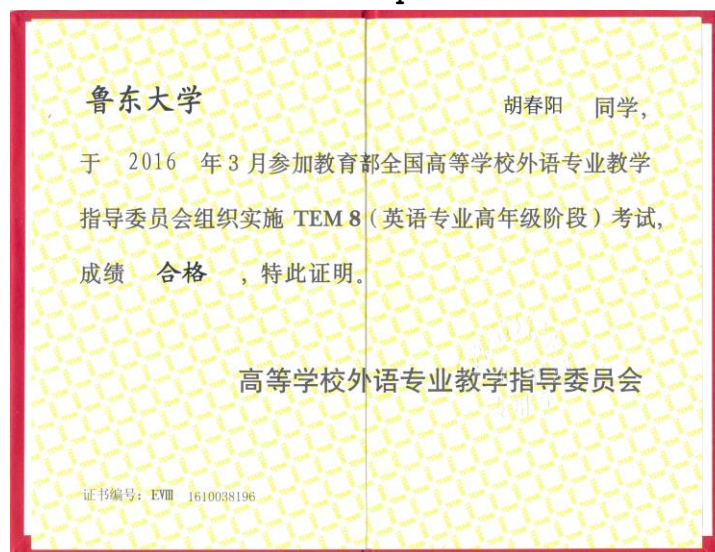 鲁东大学 胡春阳 同学,
于 2016 年 3 月参加教育部全国高等学校外语专业教学
指导委员会组织实施 TEM 8 (英语专业高年级阶段) 考试,
成绩 合格 ,特此证明。
高等学校外语专业教学指导委员会
证书编号: EⅧ 1610038196